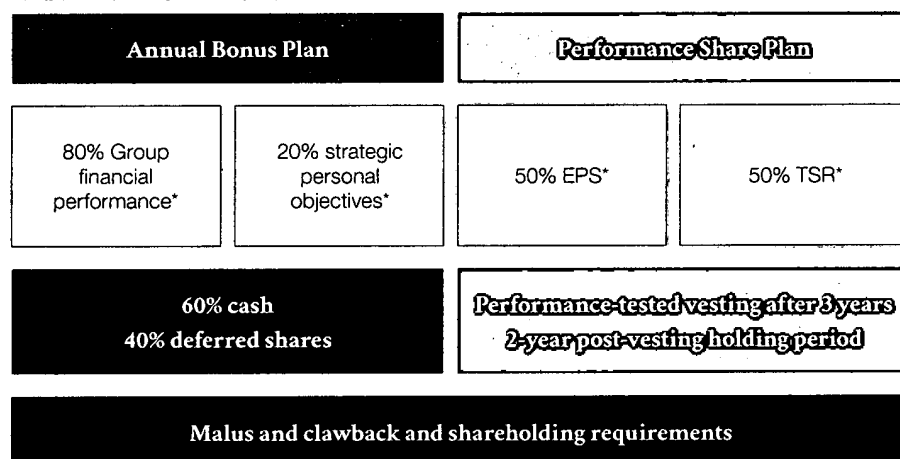 Annual Bonus Plan
Performance Share Plan
80% Group
financial
performance*
20% strategic
personal
objectives*
50% EPS*
50% TSR*
60% cash
40% deferred shares
Performance-tested vesting after 3 years
2-year post-vesting holding period
Malus and clawback and shareholding requirements